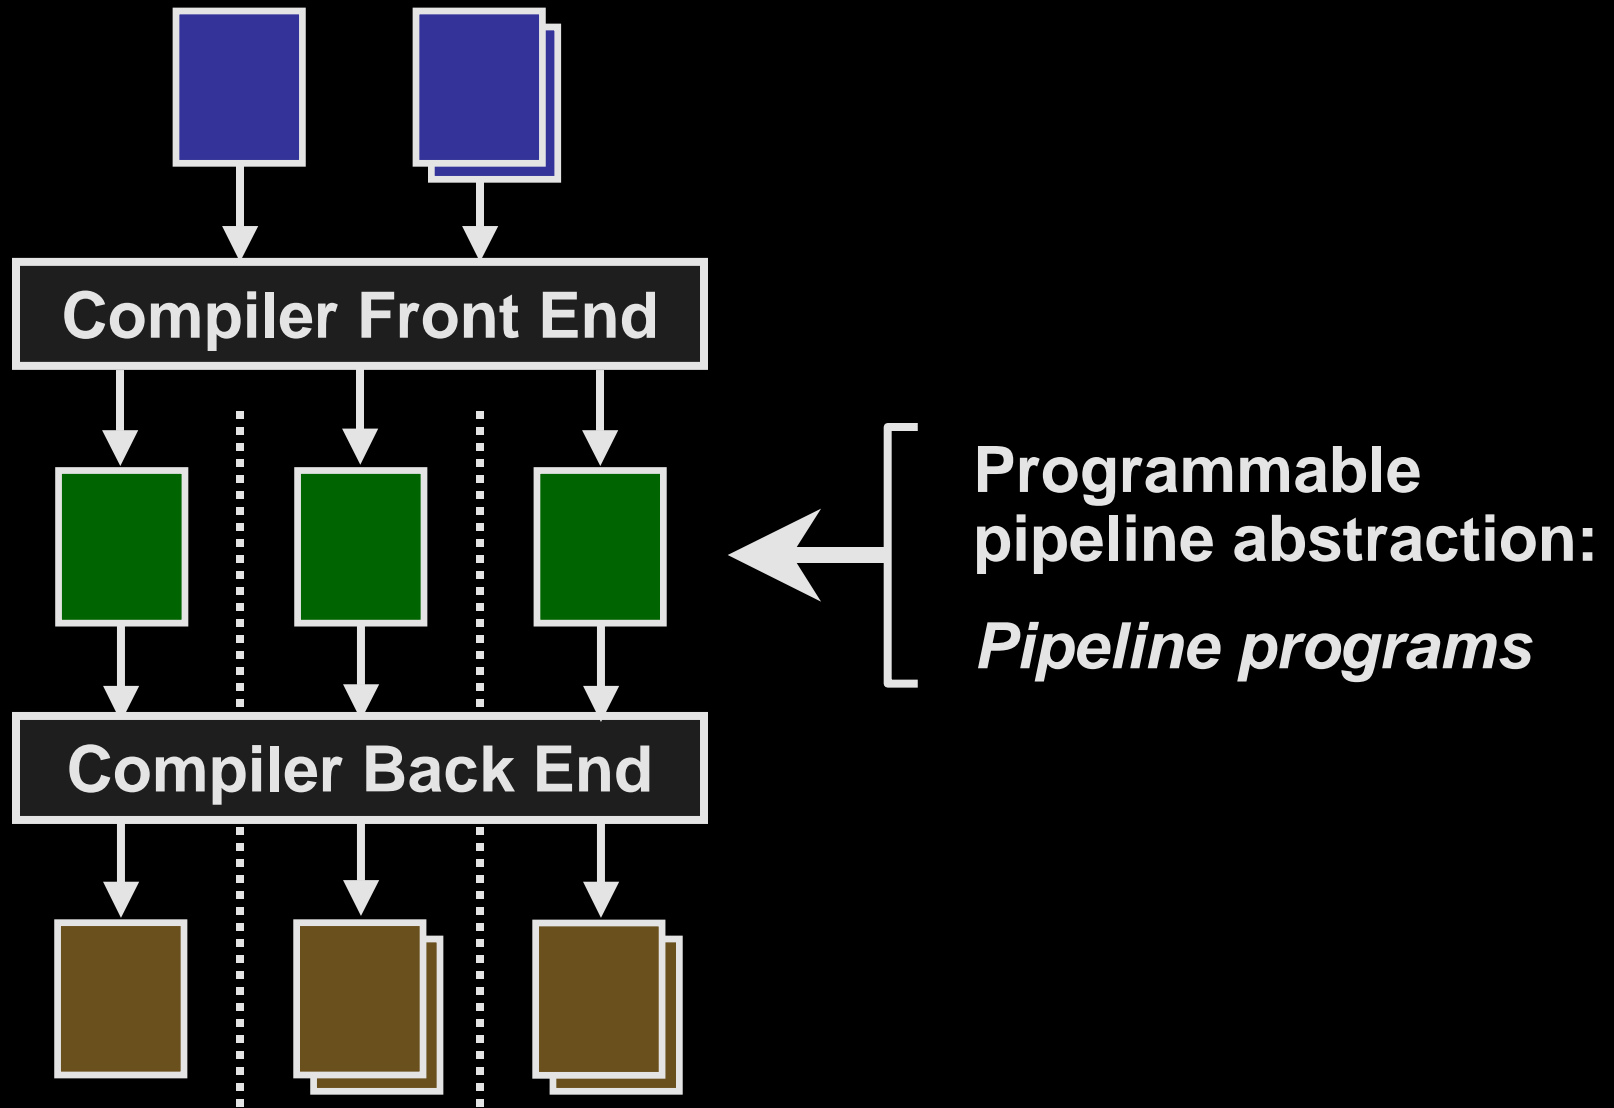 Compiler Front End
Programmable
pipeline abstraction:
Pipeline programs
Compiler Back End